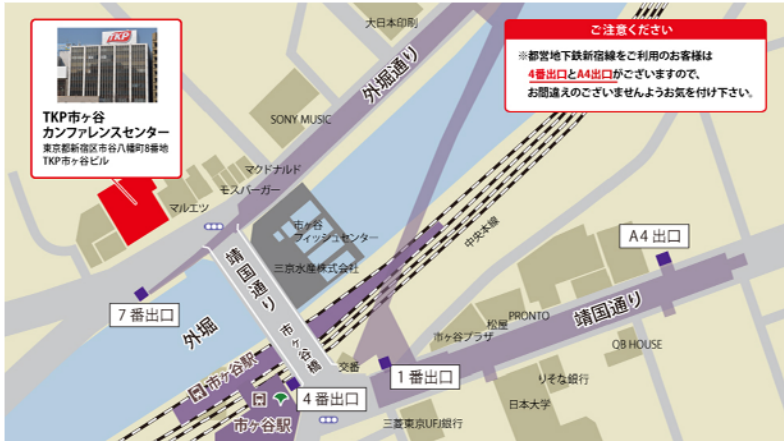 大日本印刷
ご注意ください
※都営地下鉄新宿線をご利用のお客様は
4番出口とA4出口がございますので、
お間違えのございませんようお気を付け下さい。
TKP
外堀通り
TKP市ヶ谷
カンファレンスセンター
東京都新宿区市谷八幡町8番地
TKP市ヶ谷ビル
SONY MUSIC
マクドナルド
モスバーガー
マルエツ
市ヶ谷
フィッシュセンター
三京水産株式会社
中央本線
A4 出口
靖国通り
市ヶ谷橋
7 番出口
外堀
靖国通り
PRONTO
松屋
市ヶ谷プラザ
QB HOUSE
交番
1 番出口
りそな銀行
市ヶ谷駅
4 番出口
日本大学
市ヶ谷駅
三菱東京UFJ銀行